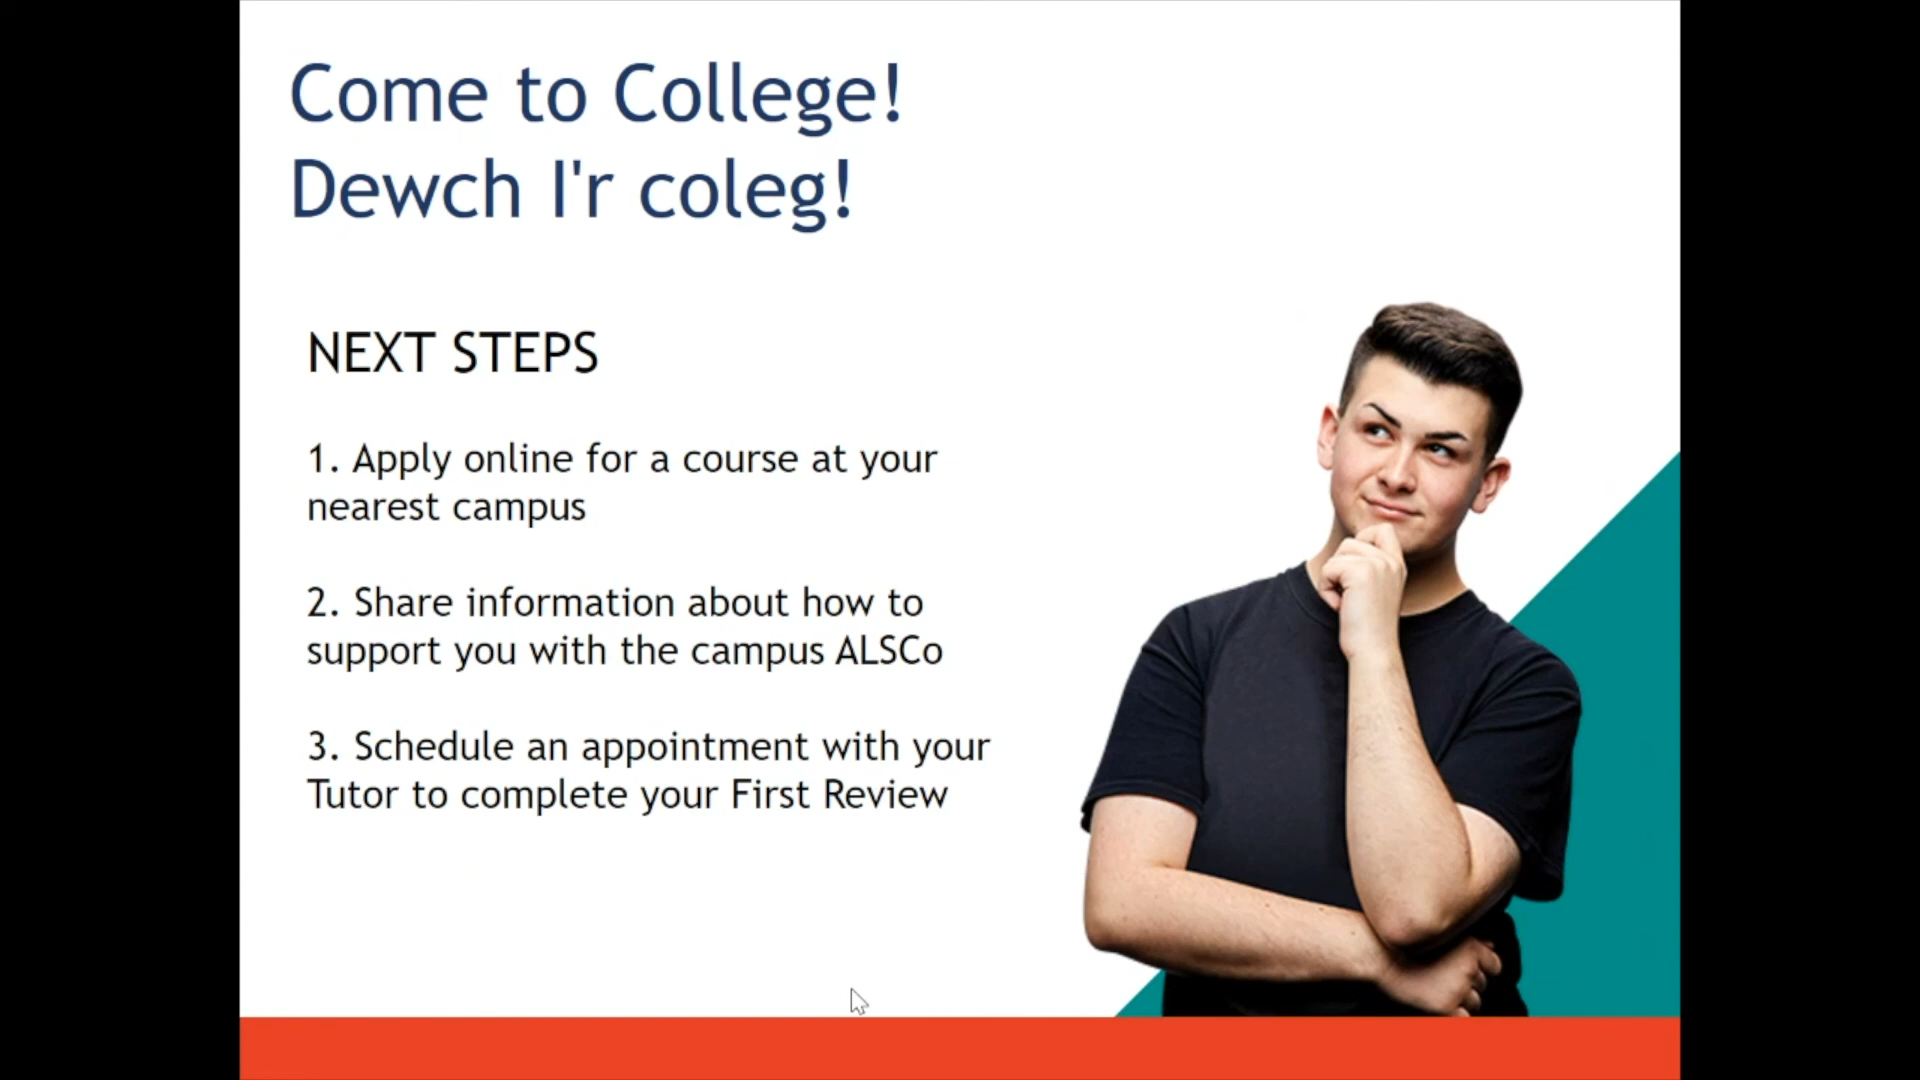 Come to College!
Dewch I'r coleg!
NEXT STEPS
1. Apply online for a course at your
nearest campus
2. Share information about how to
support you with the campus ALSCo
3. Schedule an appointment with your
Tutor to complete your First Review